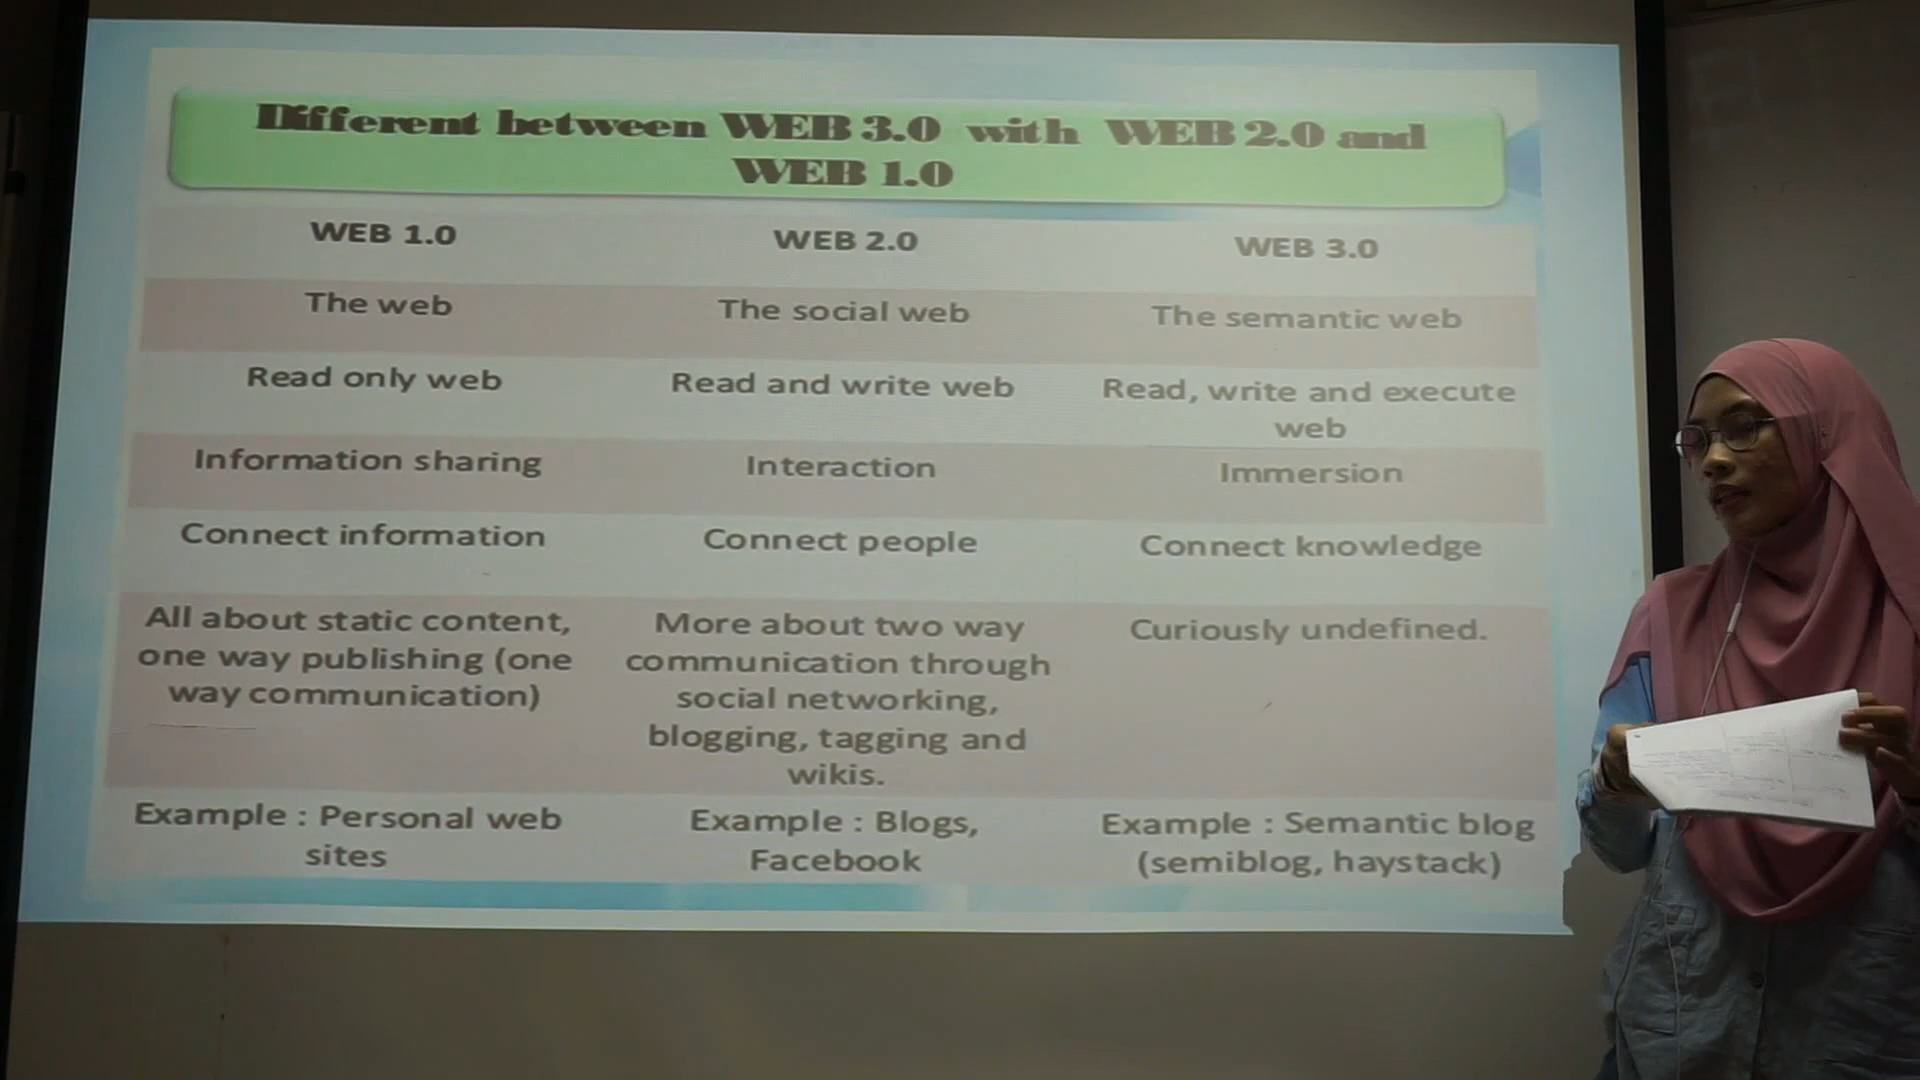 Different between WEB 3.0 with WEB 2.0 and
WEB 1.0
WEB 1.0
WEB 2.0
WEB 3.0
The web
The social web
The semantic web
Read only web
Read and write web
Read, write and execute
web
Information sharing
Interaction
Immersion
Connect information
Connect people
Connect knowledge
All about static content,
one way publishing (one
way communication)
More about two way
communication through
social networking,
blogging, tagging and
wikis.
Curiously undefined.
Example : Personal web
sites
Example : Blogs,
Facebook
Example : Semantic blog
(semiblog, haystack)